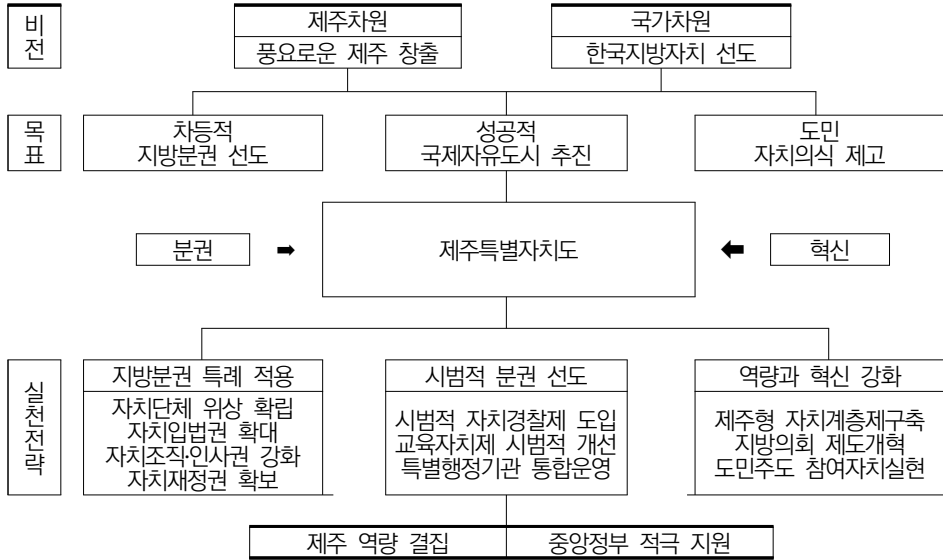 비전
제주차원
풍요로운 제주 창출
국가차원
한국지방자치 선도
목표
차등적
지방분권 선도
성공적
국제자유도시 추진
도민
자치의식 제고
분권
➡
제주특별자치도
⬅
혁신
실천전략
지방분권 특례 적용
자치단체 위상 확립
자치입법권 확대
자치조직·인사권 강화
자치재정권 확보
시범적 분권 선도
시범적 자치경찰제 도입
교육자치제 시범적 개선
특별행정기관 통합운영
역량과 혁신 강화
제주형 자치계층제구축
지방의회 제도개혁
도민주도 참여자치실현
제주 역량 결집
중앙정부 적극 지원